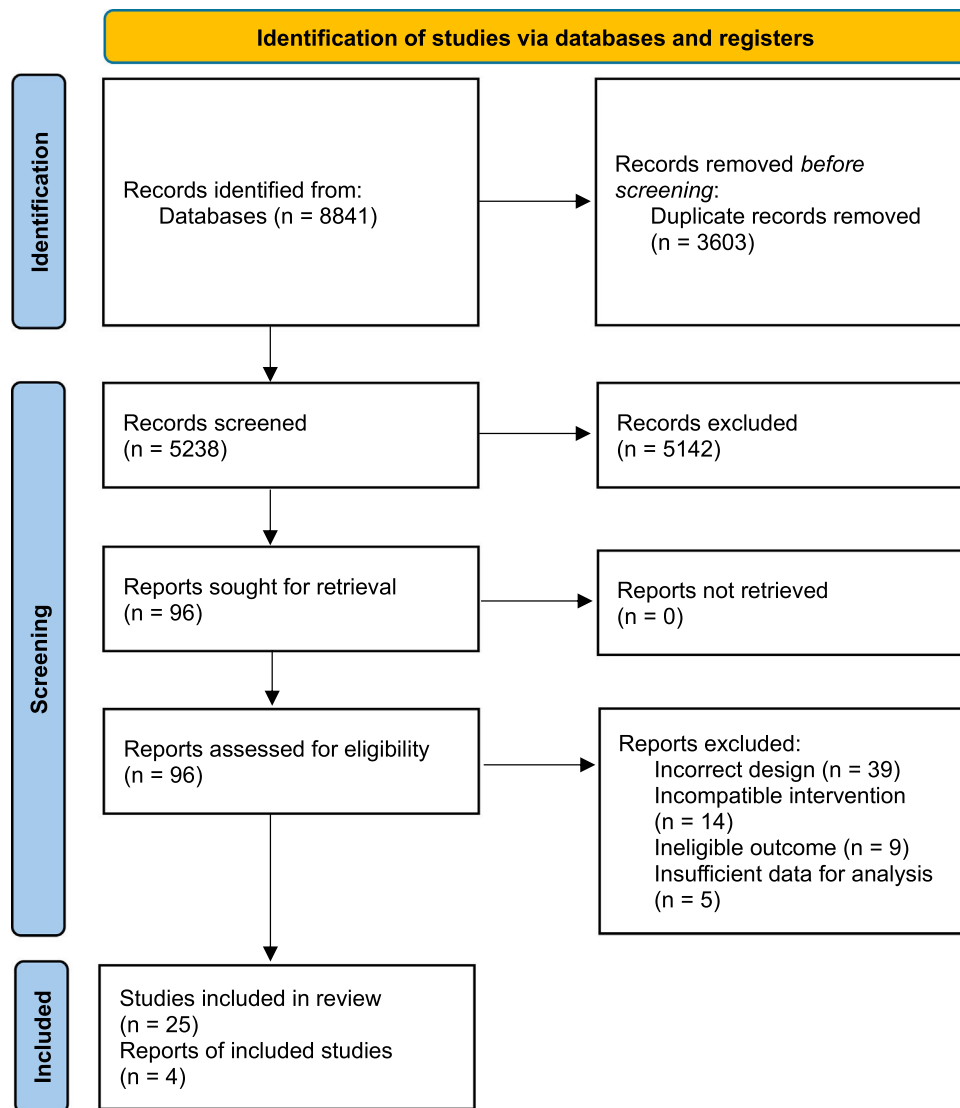 Identification of studies via databases and registers
Identification
Records identified from:
Databases (n = 8841)
Records removed before
screening:
Duplicate records removed
(n = 3603)
Screening
Records screened
(n = 5238)
Records excluded
(n = 5142)
Reports sought for retrieval
(n = 96)
Reports not retrieved
(n = 0)
Reports assessed for eligibility
(n = 96)
Reports excluded:
Incorrect design (n = 39)
Incompatible intervention
(n = 14)
Ineligible outcome (n = 9)
Insufficient data for analysis
(n = 5)
Included
Studies included in review
(n = 25)
Reports of included studies
(n = 4)